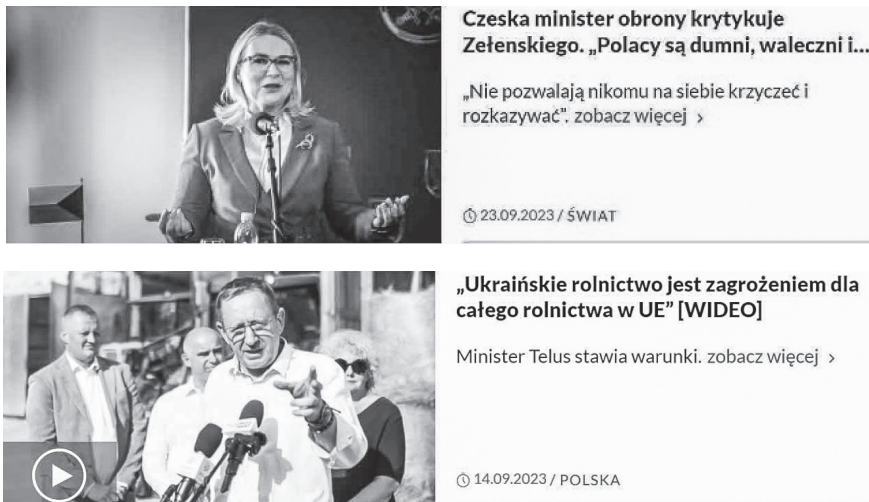 Czeska minister obrony krytykuje
Zełenskiego. „Polacy są dumni, waleczni i...
„Nie pozwalają nikomu na siebie krzyczeć i
rozkazywać”. zobacz więcej ›
23.09.2023 / ŚWIAT
„Ukraińskie rolnictwo jest zagrożeniem dla
całego rolnictwa w UE” [WIDEO]
Minister Telus stawia warunki. zobacz więcej ›
14.09.2023 / POLSKA